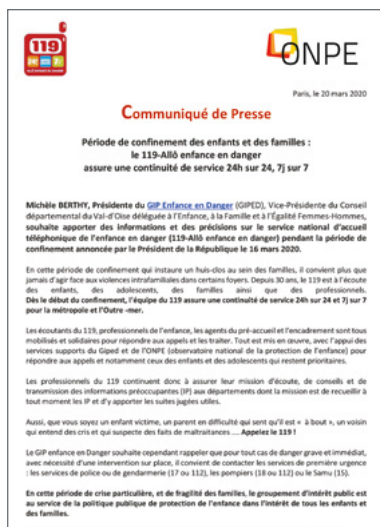 119
ONPE
Paris, le 20 mars 2020
Communiqué de Presse
Période de confinement des enfants et des familles :
le 119-Allô enfance en danger
assure une continuité de service 24h sur 24, 7j sur 7
Michèle BERTHY, Présidente du GIP Enfance en Danger (GIPED), Vice-Présidente du Conseil
départemental du Val-d'Oise déléguée à l'Enfance, à la Famille et à l'Égalité Femmes-Hommes,
souhaite apporter des informations et des précisions sur le service national d'accueil
téléphonique de l'enfance en danger (119-Allô enfance en danger) pendant la période de
confinement annoncée par le Président de la République le 16 mars 2020.
En cette période de confinement qui instaure un huis-clos au sein des familles, il convient plus que
jamais d'agir face aux violences intrafamiliales dans certains foyers. Depuis 30 ans, le 119 est à l'écoute
des enfants, des adolescents, des familles ainsi que des professionnels.
Dès le début du confinement, l'équipe du 119 assure une continuité de service 24h sur 24 et 7j sur 7
pour la métropole et l'Outre -mer.
Les écoutants du 119, professionnels de l'enfance, les agents du pré-accueil et l'encadrement sont tous
mobilisés et solidaires pour répondre aux appels et les traiter. Tout est mis en œuvre, avec l'appui des
services supports du Giped et de l'ONPE (observatoire national de la protection de l'enfance) pour
répondre aux appels et notamment ceux des enfants et des adolescents qui restent prioritaires.
Les professionnels du 119 continuent donc à assurer leur mission d'écoute, de conseils et de
transmission des informations préoccupantes (IP) aux départements dont la mission est de recueillir à
tout moment les IP et d'y apporter les suites jugées utiles.
Aussi, que vous soyez un enfant victime, un parent en difficulté qui sent qu'il est « à bout », un voisin
qui entend des cris et qui suspecte des faits de maltraitances .... Appelez le 119 !
Le GIP enfance en Danger souhaite cependant rappeler que pour tout cas de danger grave et immédiat,
avec nécessité d'une intervention sur place, il convient de contacter les services de première urgence
: les services de police ou de gendarmerie (17 ou 112), les pompiers (18 ou 112) ou le Samu (15).
En cette période de crise particulière, et de fragilité des familles, le groupement d'intérêt public est
au service de la politique publique de protection de l'enfance dans l'intérêt de tous les enfants et
des familles.